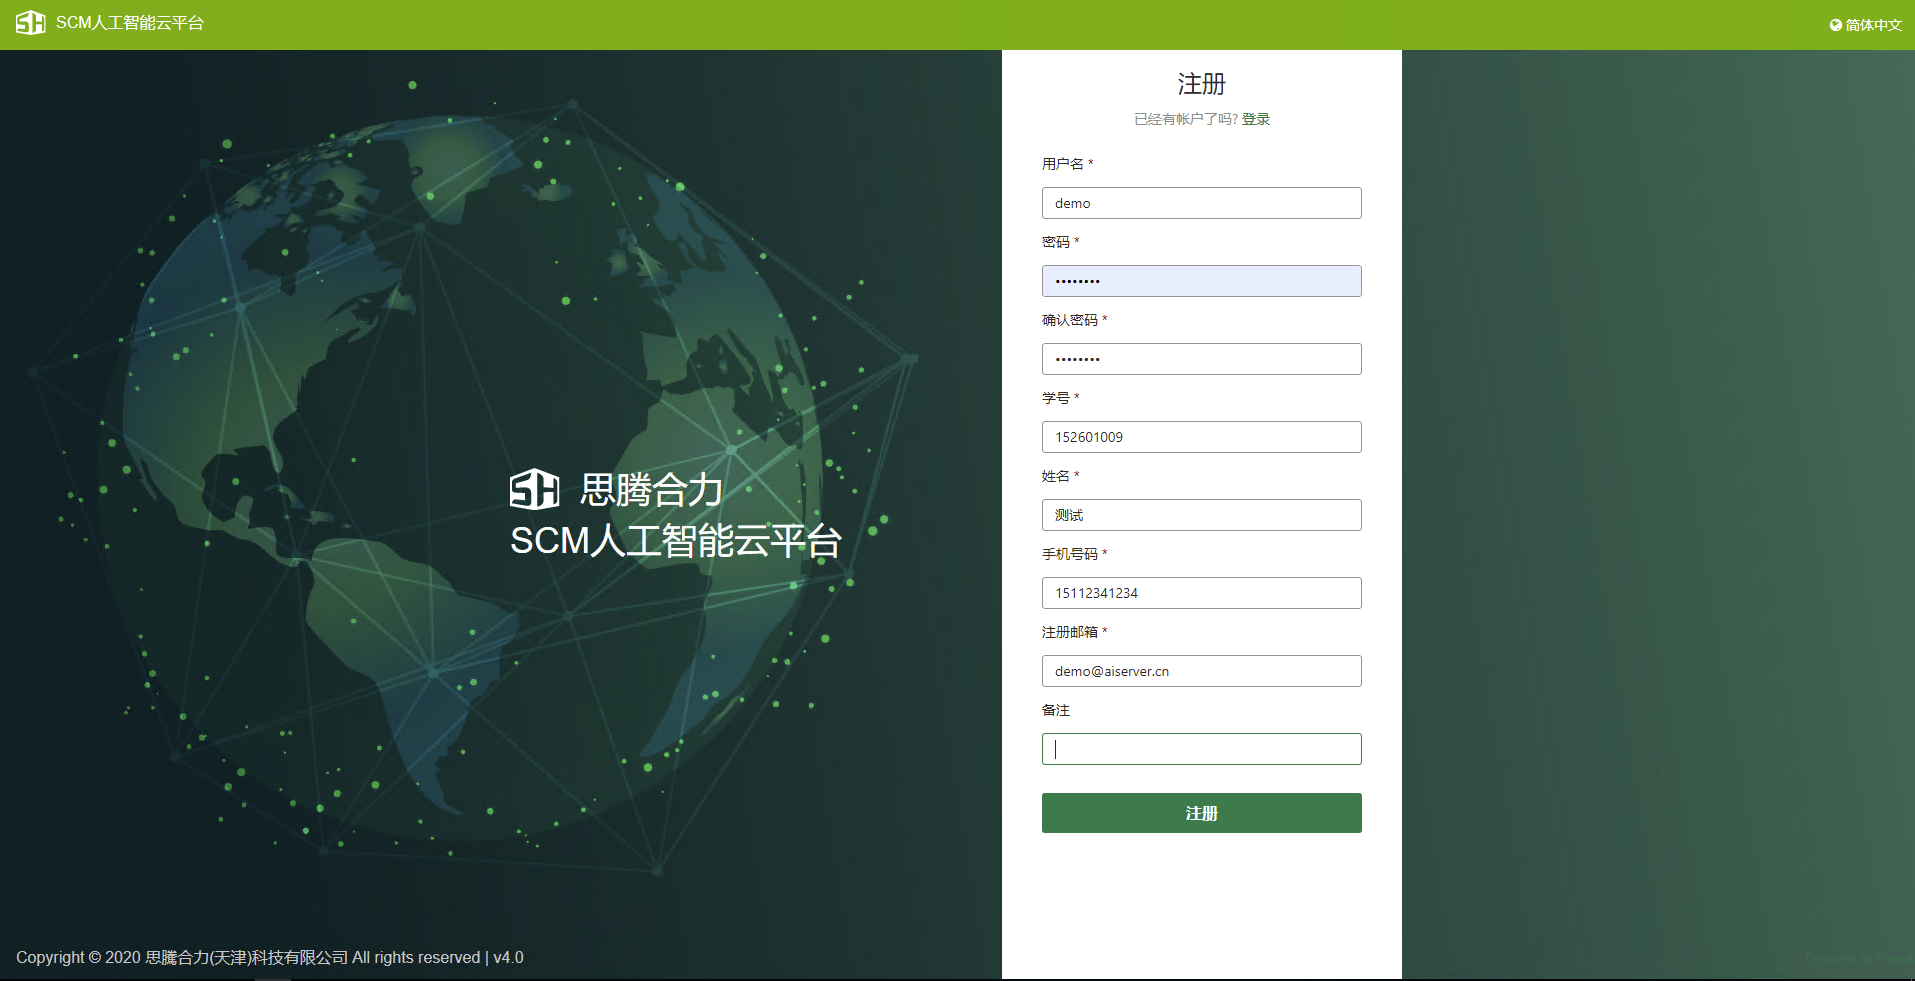 SH SCM人工智能云平台
简体中文
注册
已经有帐户了吗? 登录
用户名 *
demo
密码 *
••••••••
确认密码 *
••••••••
学号 *
152601009
姓名 *
测试
手机号码 *
15112341234
注册邮箱 *
demo@aiserver.cn
备注
注册
SH 思腾合力
SCM人工智能云平台
Copyright © 2020 思腾合力(天津)科技有限公司 All rights reserved | v4.0
Designed by